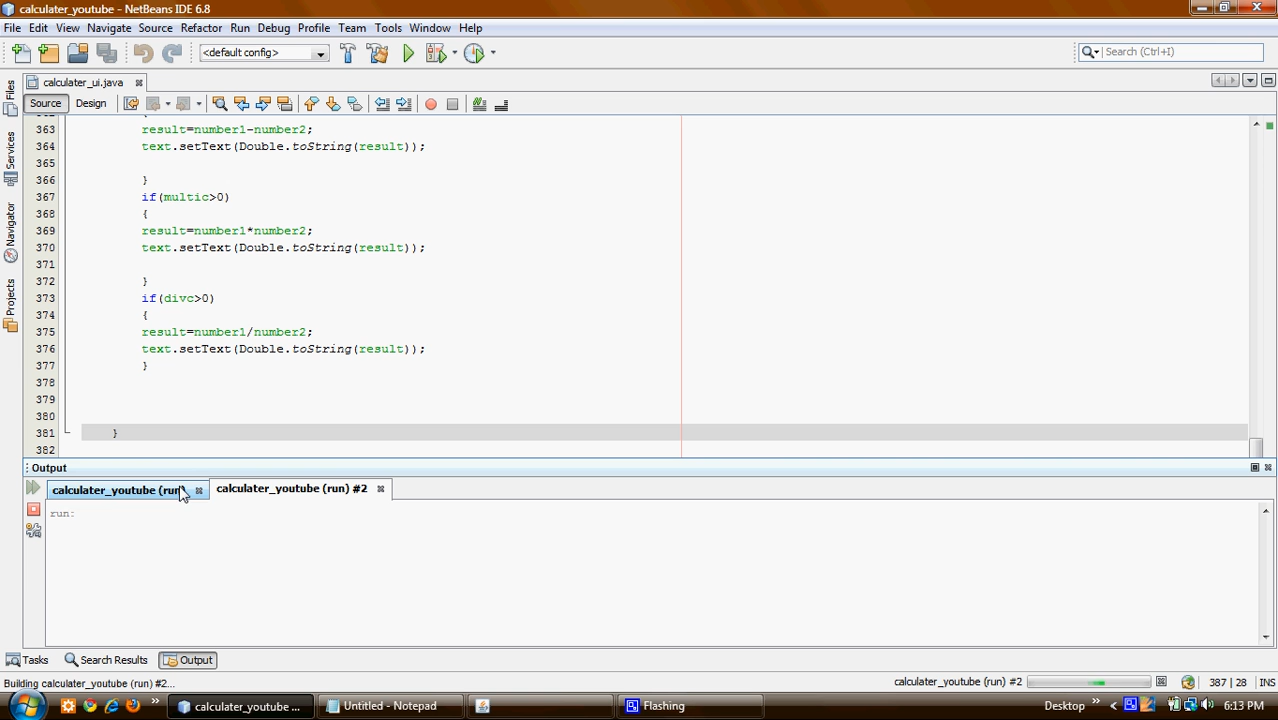 calculater_youtube - NetBeans IDE 6.8
File Edit View Navigate Source Refactor Run Debug Profile Team Tools Window Help
<default config>
Search (Ctrl+I)
calculater_ui.java
Source Design
Files
Services
Navigator
Projects
363 result=number1-number2;
364 text.setText(Double.toString(result));
365
366 }
367 if(multic>0)
368 {
369 result=number1*number2;
370 text.setText(Double.toString(result));
371
372 }
373 if(divc>0)
374 {
375 result=number1/number2;
376 text.setText(Double.toString(result));
377 }
378
379
380
381 }
382
Output
calculater_youtube (run) calculater_youtube (run) #2
run:
Tasks Search Results Output
Building calculater_youtube (run) #2... calculater_youtube (run) #2 387 | 28 INS
calculater_youtube ... Untitled - Notepad Flashing Desktop 6:13 PM